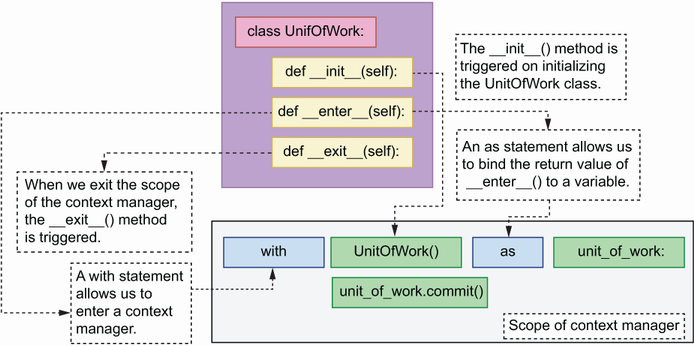 class UnifOfWork:
def __init__(self):
def __enter__(self):
def __exit__(self):
The __init__() method is
triggered on initializing
the UnitOfWork class.
An as statement allows us
to bind the return value of
__enter__() to a variable.
When we exit the scope
of the context manager,
the __exit__() method
is triggered.
A with statement
allows us to
enter a context
manager.
with UnitOfWork() as unit_of_work:
unit_of_work.commit()
Scope of context manager